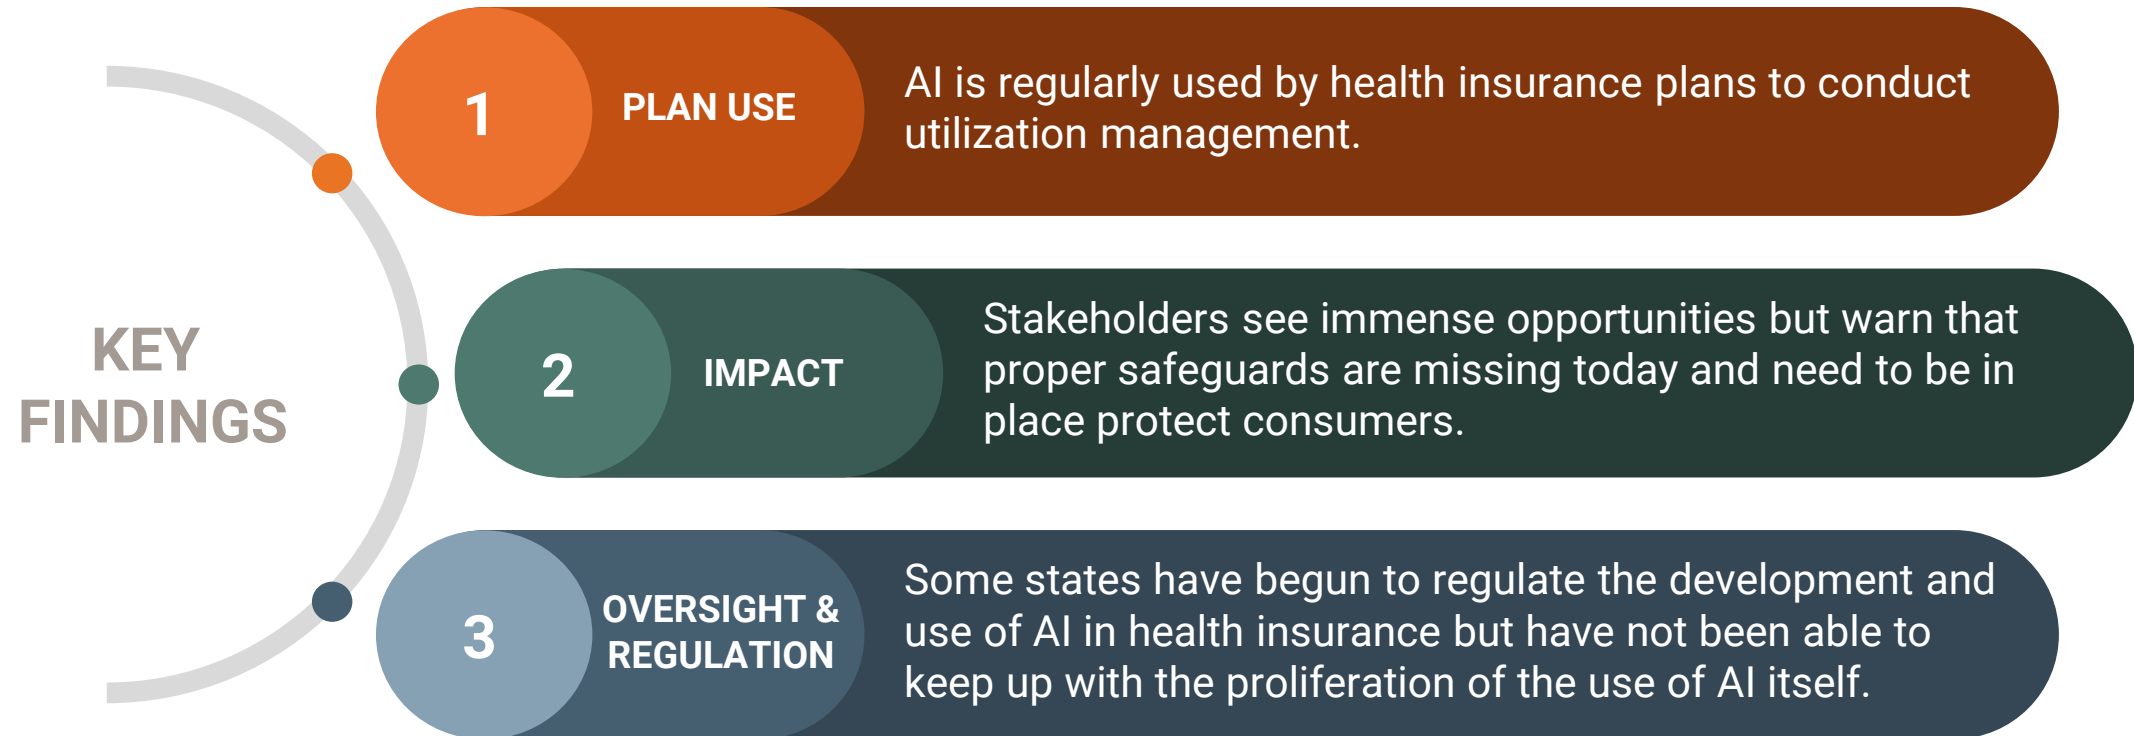 KEY
FINDINGS
1
PLAN USE
AI is regularly used by health insurance plans to conduct
utilization management.
2
IMPACT
Stakeholders see immense opportunities but warn that
proper safeguards are missing today and need to be in
place protect consumers.
3
OVERSIGHT &
REGULATION
Some states have begun to regulate the development and
use of AI in health insurance but have not been able to
keep up with the proliferation of the use of AI itself.